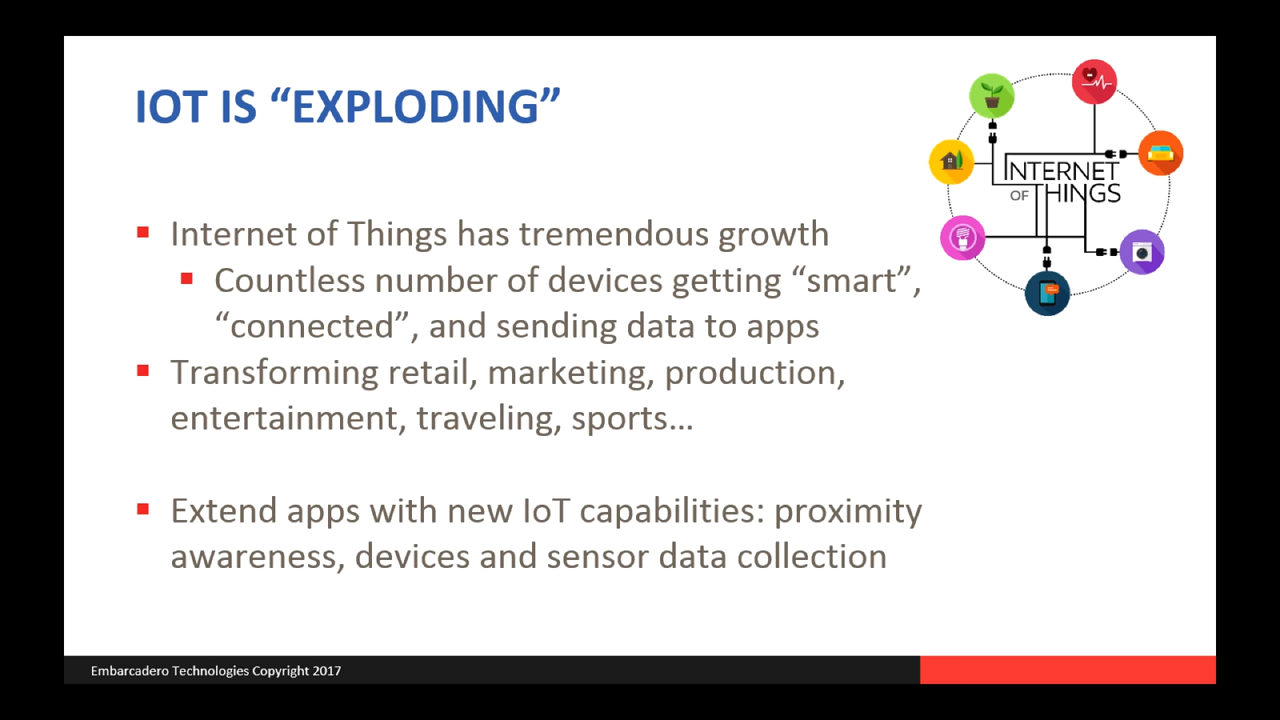 IOT IS “EXPLODING”
INTERNET
OF THINGS
Internet of Things has tremendous growth
Countless number of devices getting “smart”,
“connected”, and sending data to apps
Transforming retail, marketing, production,
entertainment, traveling, sports...
Extend apps with new IoT capabilities: proximity
awareness, devices and sensor data collection
Embarcadero Technologies Copyright 2017